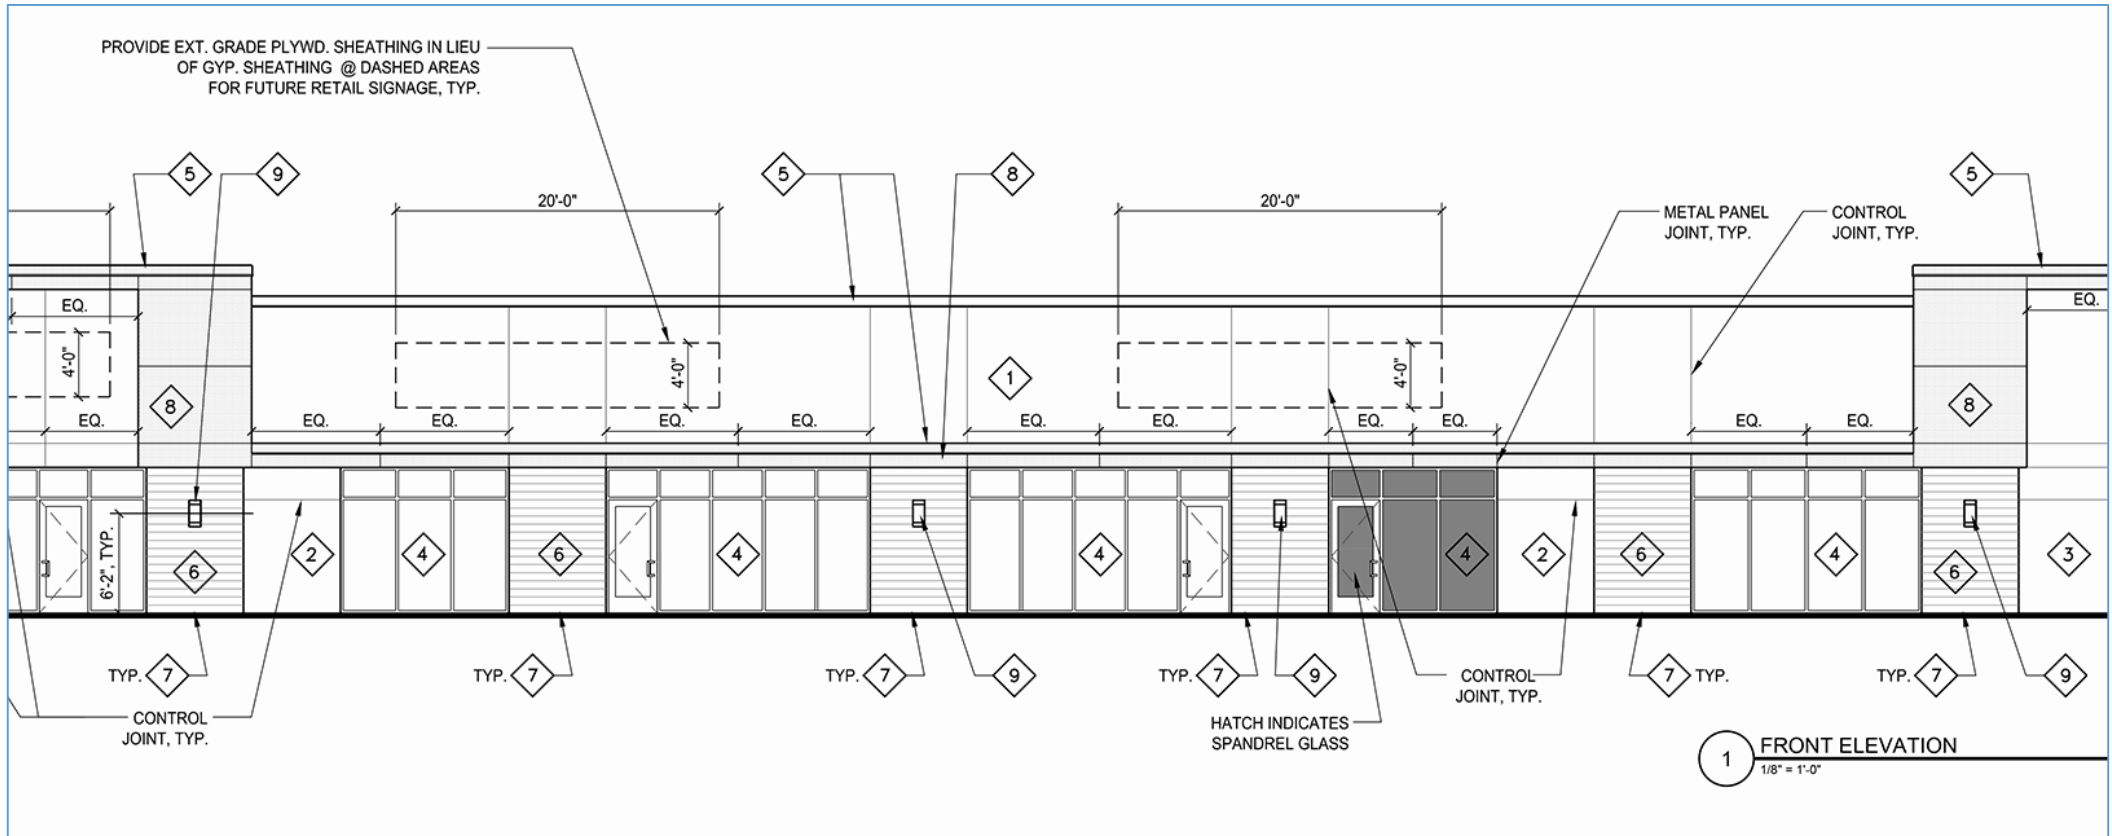 PROVIDE EXT. GRADE PLYWD. SHEATHING IN LIEU
OF GYP. SHEATHING @ DASHED AREAS
FOR FUTURE RETAIL SIGNAGE, TYP.
5
9
5
8
5
20'-0"
20'-0"
METAL PANEL
JOINT, TYP.
CONTROL
JOINT, TYP.
EQ.
EQ.
4'-0"
4'-0"
4'-0"
1
8
8
EQ.
EQ.
EQ.
EQ.
EQ.
EQ.
EQ.
EQ.
EQ.
EQ.
EQ.
6'-2", TYP.
6
2
4
6
4
4
4
2
6
4
6
3
TYP. 7
TYP. 7
TYP. 7
9
TYP. 7
9
CONTROL
JOINT, TYP.
7 TYP.
TYP. 7
9
CONTROL
JOINT, TYP.
HATCH INDICATES
SPANDREL GLASS
1
FRONT ELEVATION
1/8" = 1'-0"